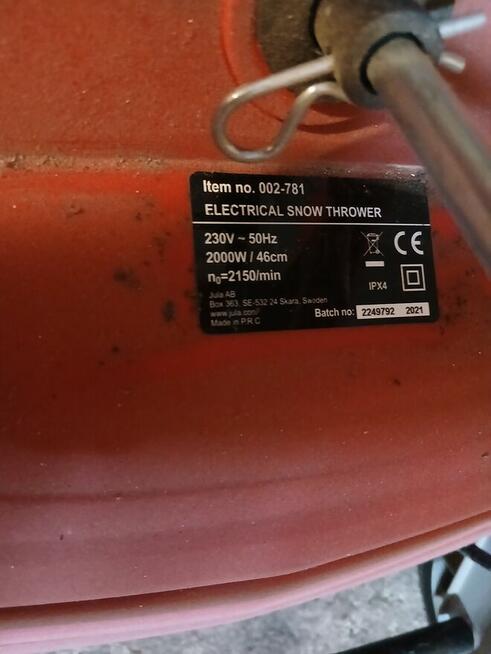 Item no. 002-781
ELECTRICAL SNOW THROWER
230V ~ 50Hz
2000W / 46cm
n₀=2150/min
CE
IPX4
Jula AB
Box 363, SE-532 24 Skara, Sweden
www.jula.com
Made in P.R.C
Batch no: 2249792 2021